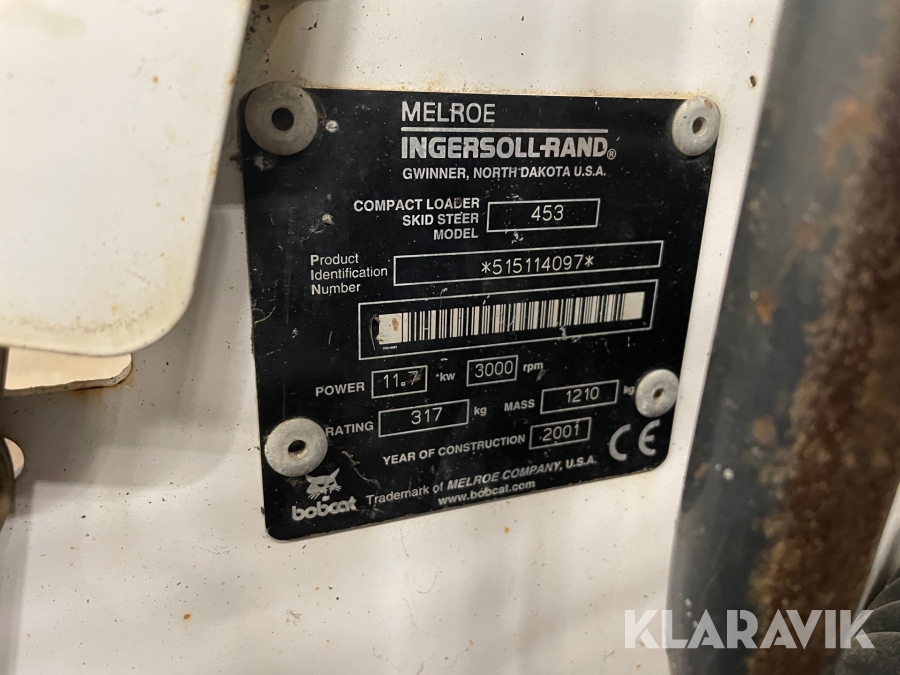 MELROE
INGERSOLL-RAND®
GWINNER, NORTH DAKOTA U.S.A.
COMPACT LOADER
SKID STEER
MODEL 453
Product
Identification
Number *515114097*
POWER 11.7 kw 3000 rpm
RATING 317 kg MASS 1210 kg
YEAR OF CONSTRUCTION 2001 CE
bobcat Trademark of MELROE COMPANY, U.S.A.
www.bobcat.com
KLARAVIK